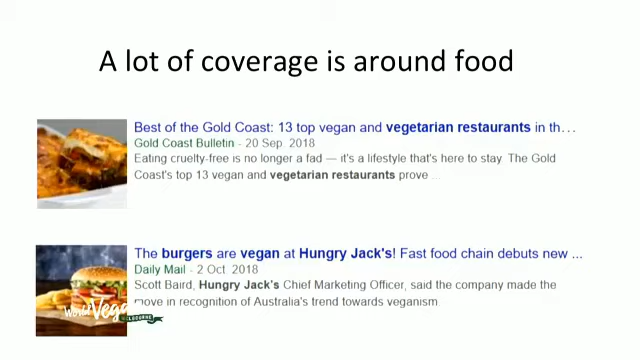 A lot of coverage is around food
Best of the Gold Coast: 13 top vegan and vegetarian restaurants in th...
Gold Coast Bulletin - 20 Sep 2018
Eating cruelty-free is no longer a fad — it's a lifestyle that's here to stay. The Gold
Coast's top 13 vegan and vegetarian restaurants prove ...
The burgers are vegan at Hungry Jack's! Fast food chain debuts new ...
Daily Mail - 2 Oct 2018
Scott Baird, Hungry Jack's Chief Marketing Officer, said the company made the
move in recognition of Australia's trend towards veganism.
World Vega
MELBOURNE